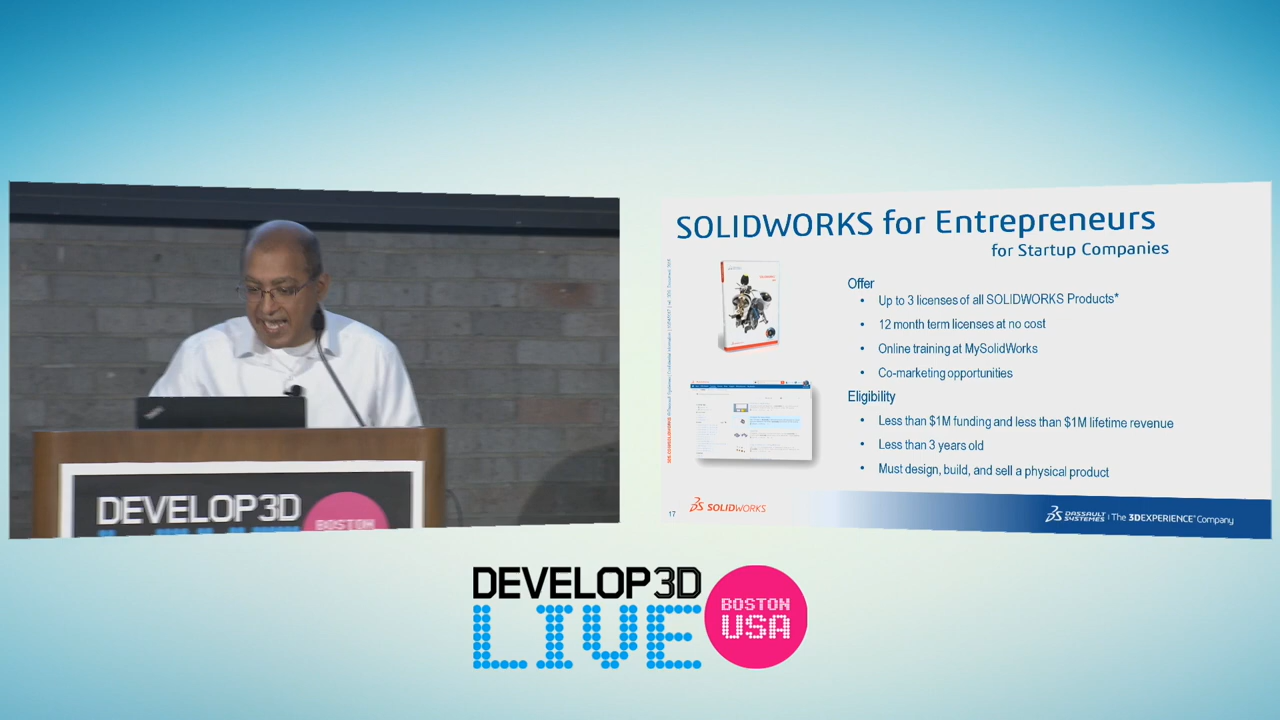 DEVELOP3D
BOSTON
SOLIDWORKS for Entrepreneurs
for Startup Companies
Offer
• Up to 3 licenses of all SOLIDWORKS Products*
• 12 month term licenses at no cost
• Online training at MySolidWorks
• Co-marketing opportunities
Eligibility
• Less than $1M funding and less than $1M lifetime revenue
• Less than 3 years old
• Must design, build, and sell a physical product
17
SOLIDWORKS
DASSAULT SYSTEMES | The 3DEXPERIENCE Company
DEVELOP3D
LIVE
BOSTON
USA